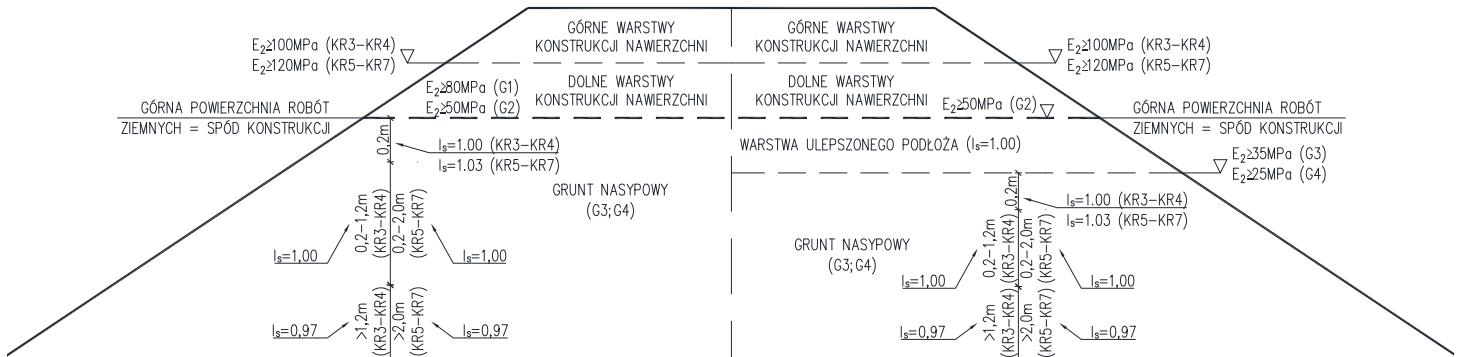 GÓRNE WARSTWY
KONSTRUKCJI NAWIERZCHNI
GÓRNE WARSTWY
KONSTRUKCJI NAWIERZCHNI
E₂≥100MPa (KR3-KR4)
E₂≥120MPa (KR5-KR7)
E₂≥100MPa (KR3-KR4)
E₂≥120MPa (KR5-KR7)
DOLNE WARSTWY
KONSTRUKCJI NAWIERZCHNI
DOLNE WARSTWY
KONSTRUKCJI NAWIERZCHNI
E₂≥80MPa (G1)
E₂≥50MPa (G2)
E₂≥50MPa (G2)
GÓRNA POWIERZCHNIA ROBÓT
ZIEMNYCH = SPÓD KONSTRUKCJI
GÓRNA POWIERZCHNIA ROBÓT
ZIEMNYCH = SPÓD KONSTRUKCJI
0.2m
Iₛ=1.00 (KR3-KR4)
Iₛ=1.03 (KR5-KR7)
WARSTWA ULEPSZONEGO PODŁOŻA (Iₛ=1.00)
E₂≥35MPa (G3)
E₂≥25MPa (G4)
GRUNT NASYPOWY
(G3;G4)
0.2m
Iₛ=1.00 (KR3-KR4)
Iₛ=1.03 (KR5-KR7)
0,2-1,2m
(KR3-KR4)
0,2-2,0m
(KR5-KR7)
Iₛ=1,00
Iₛ=1,00
GRUNT NASYPOWY
(G3;G4)
0,2-1,2m
(KR3-KR4)
0,2-2,0m
(KR5-KR7)
Iₛ=1,00
Iₛ=1,00
>1,2m
(KR3-KR4)
>2,0m
(KR5-KR7)
Iₛ=0,97
Iₛ=0,97
>1,2m
(KR3-KR4)
>2,0m
(KR5-KR7)
Iₛ=0,97
Iₛ=0,97